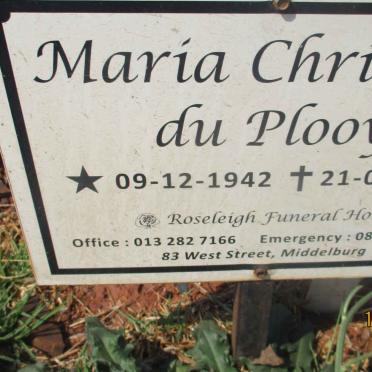 Maria Chri
du Plooy
★ 09-12-1942 ✝ 21-0
Roseleigh Funeral Ho
Office : 013 282 7166 Emergency : 08
83 West Street, Middelburg